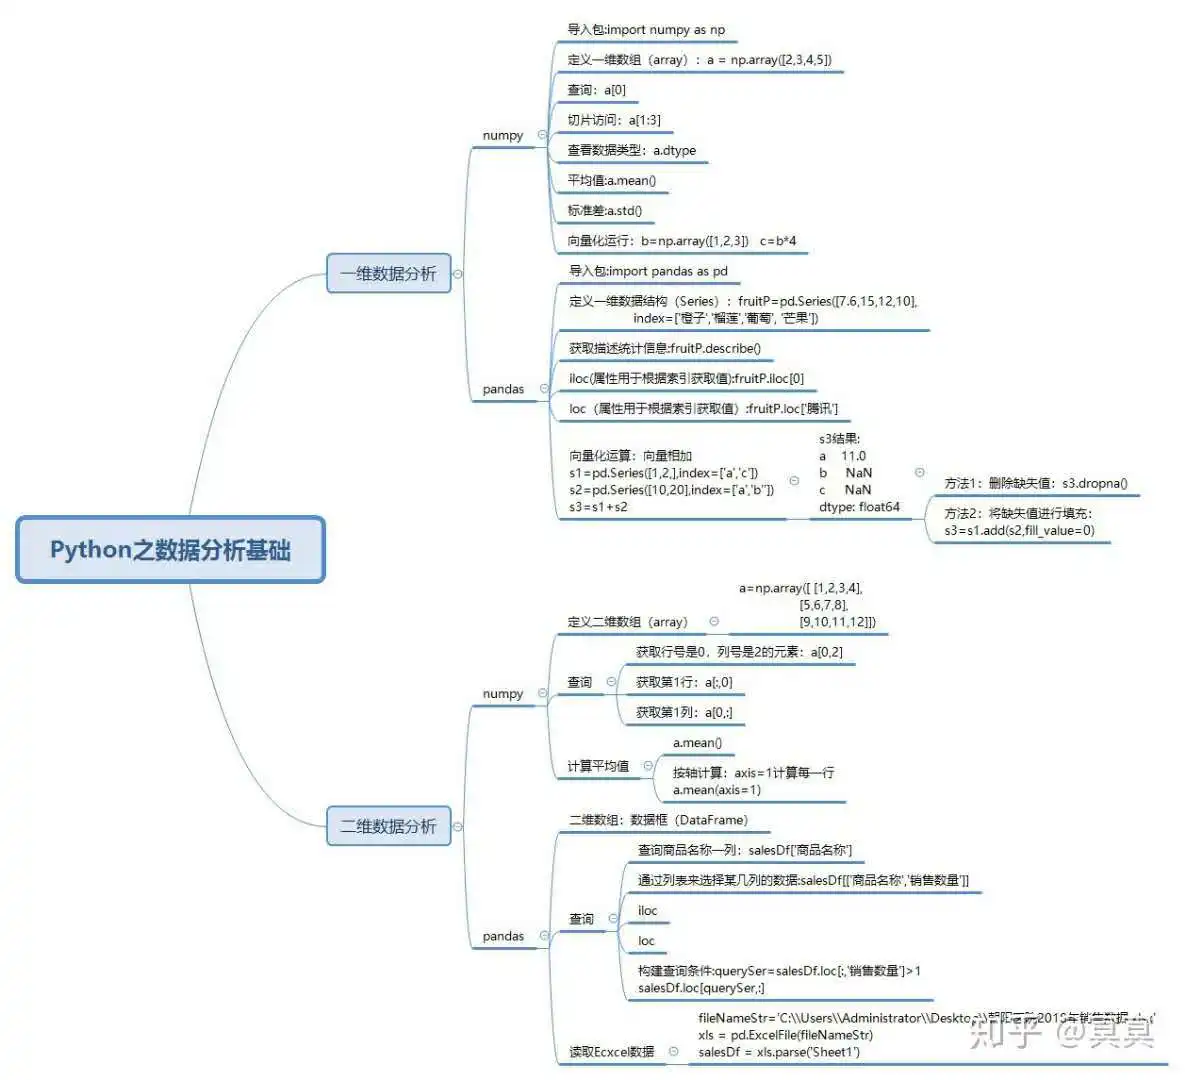 Python之数据分析基础
一维数据分析
numpy
导入包:import numpy as np
定义一维数组（array）：a = np.array([2,3,4,5])
查询：a[0]
切片访问：a[1:3]
查看数据类型：a.dtype
平均值:a.mean()
标准差:a.std()
向量化运行：b=np.array([1,2,3]) c=b*4
pandas
导入包:import pandas as pd
定义一维数据结构（Series）：fruitP=pd.Series([7.6,15,12,10],
index=['橙子','榴莲','葡萄', '芒果'])
获取描述统计信息:fruitP.describe()
iloc(属性用于根据索引获取值):fruitP.iloc[0]
loc（属性用于根据索引获取值）:fruitP.loc['腾讯']
向量化运算：向量相加
s1=pd.Series([1,2,],index=['a','c'])
s2=pd.Series([10,20],index=['a','b"])
s3=s1+s2
s3结果:
a 11.0
b NaN
c NaN
dtype: float64
方法1：删除缺失值：s3.dropna()
方法2：将缺失值进行填充：
s3=s1.add(s2,fill_value=0)
二维数据分析
numpy
定义二维数组（array）
a=np.array([ [1,2,3,4],
[5,6,7,8],
[9,10,11,12]])
查询
获取行号是0，列号是2的元素：a[0,2]
获取第1行：a[:,0]
获取第1列：a[0,:]
计算平均值
a.mean()
按轴计算：axis=1计算每一行
a.mean(axis=1)
pandas
二维数组：数据框（DataFrame）
查询
查询商品名称一列：salesDf['商品名称']
通过列表来选择某几列的数据:salesDf[['商品名称','销售数量']]
iloc
loc
构建查询条件:querySer=salesDf.loc[:,'销售数量']>1
salesDf.loc[querySer,:]
读取Ecxcel数据
fileNameStr='C:\\Users\\Administrator\\Desktop\\朝阳医院2018年销售数据
xls = pd.ExcelFile(fileNameStr)
salesDf = xls.parse('Sheet1')
知乎 @真真